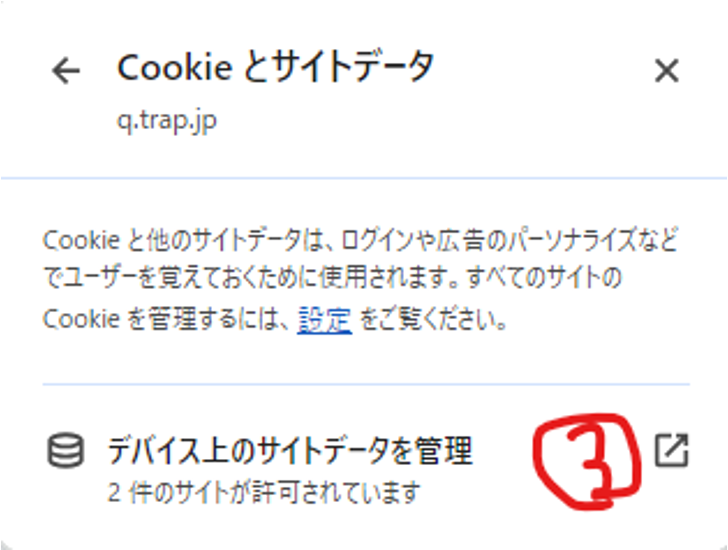 Cookie とサイトデータ
q.trap.jp
Cookie と他のサイトデータは、ログインや広告のパーソナライズなど
でユーザーを覚えておくために使用されます。すべてのサイトの
Cookie を管理するには、設定 をご覧ください。
デバイス上のサイトデータを管理
3
2 件のサイトが許可されています